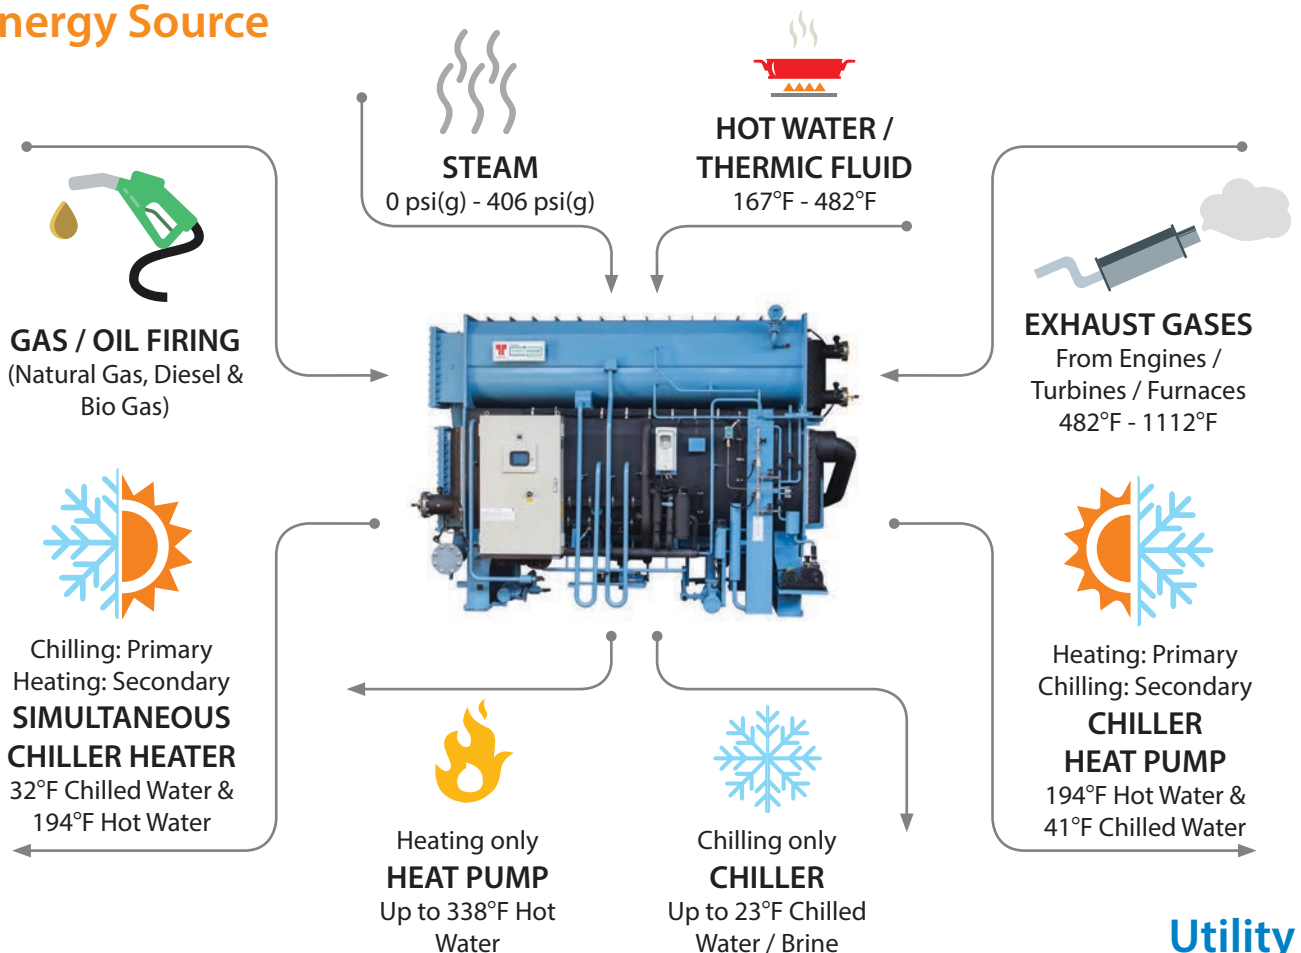 nergy Source
STEAM
0 psi(g) - 406 psi(g)
HOT WATER /
THERMIC FLUID
167°F - 482°F
GAS / OIL FIRING
(Natural Gas, Diesel &
Bio Gas)
EXHAUST GASES
From Engines /
Turbines / Furnaces
482°F - 1112°F
Chilling: Primary
Heating: Secondary
SIMULTANEOUS
CHILLER HEATER
32°F Chilled Water &
194°F Hot Water
Heating only
HEAT PUMP
Up to 338°F Hot
Water
Chilling only
CHILLER
Up to 23°F Chilled
Water / Brine
Heating: Primary
Chilling: Secondary
CHILLER
HEAT PUMP
194°F Hot Water &
41°F Chilled Water
Utility